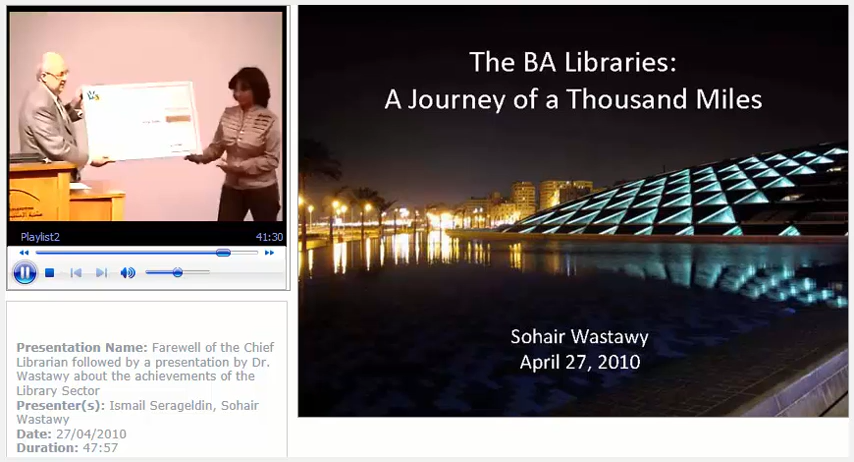 Playlist2 41:30
Presentation Name: Farewell of the Chief
Librarian followed by a presentation by Dr.
Wastawy about the achievements of the
Library Sector
Presenter(s): Ismail Serageldin, Sohair
Wastawy
Date: 27/04/2010
Duration: 47:57
The BA Libraries:
A Journey of a Thousand Miles
Sohair Wastawy
April 27, 2010